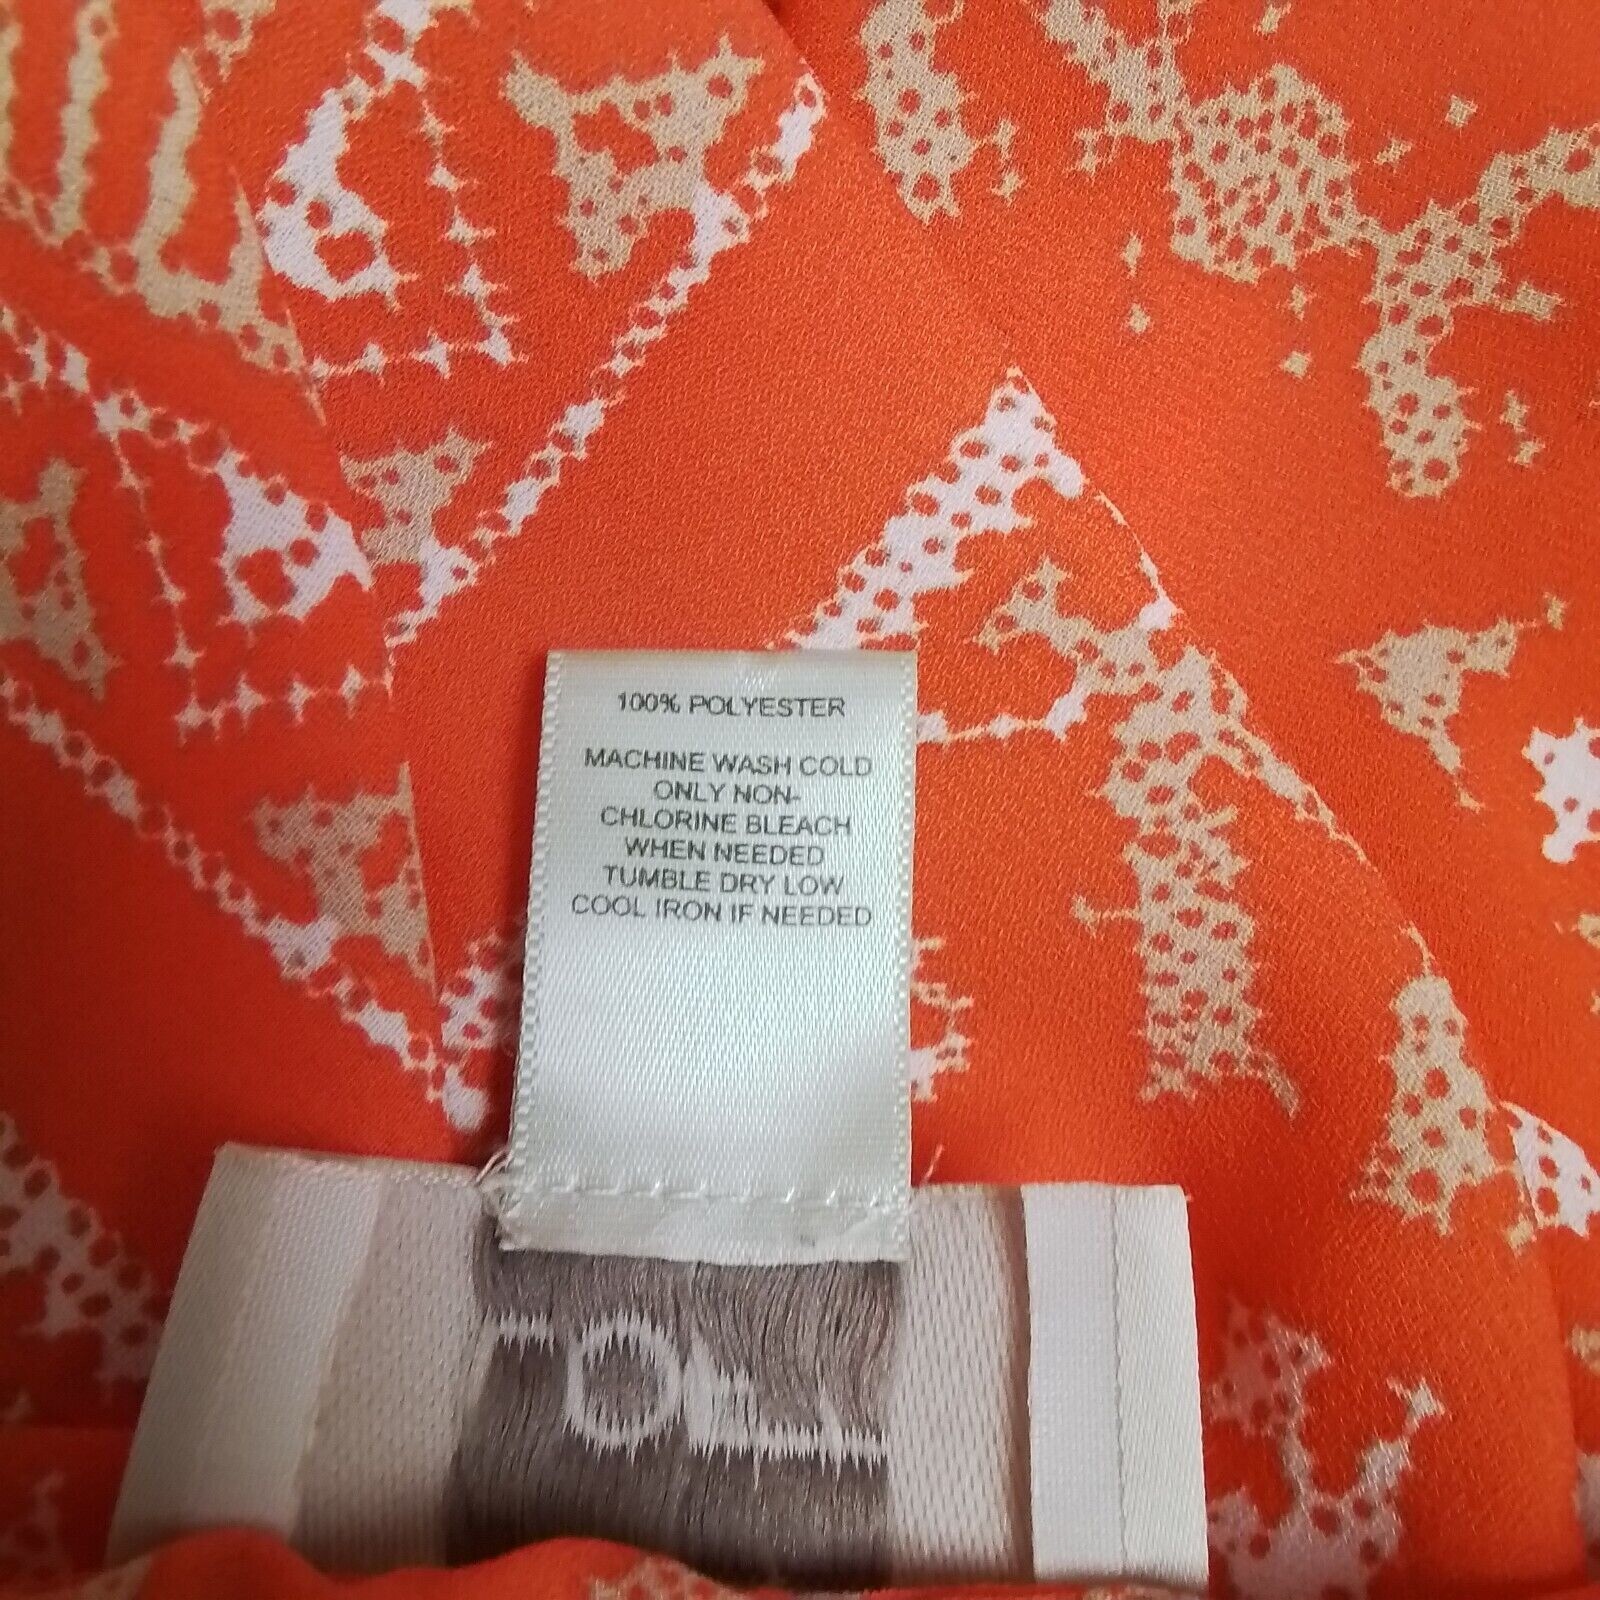 100% POLYESTER
MACHINE WASH COLD
ONLY NON-
CHLORINE BLEACH
WHEN NEEDED
TUMBLE DRY LOW
COOL IRON IF NEEDED